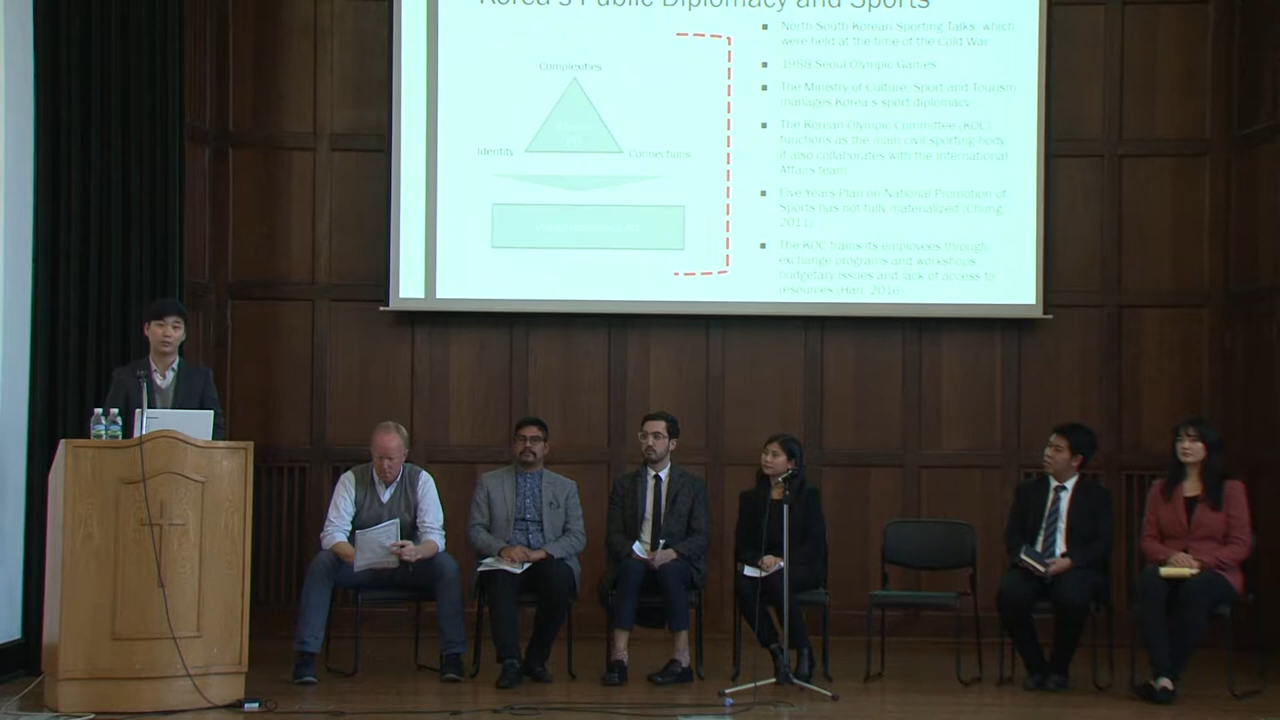 Korea's Public Diplomacy and Sports
Complexities
Identity
Connections
■ North South Korean Sporting Talks, which
were held at the time of the Cold War
■ 1988 Seoul Olympic Games
■ The Ministry of Culture, Sport and Tourism
manages Korea's sport diplomacy
■ The Korean Olympic Committee (KOC)
functions as the main civil sporting body
it also collaborates with the International
Affairs team
■ Five Years Plan on National Promotion of
Sports has not fully materialized (Chung,
2011)
■ The KOC trains its employees through
exchange programs and workshops
budgetary issues and lack of access to
resources (Han, 2016)